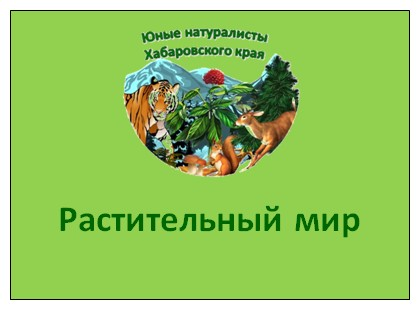 Юные натуралисты
Хабаровского края
Растительный мир